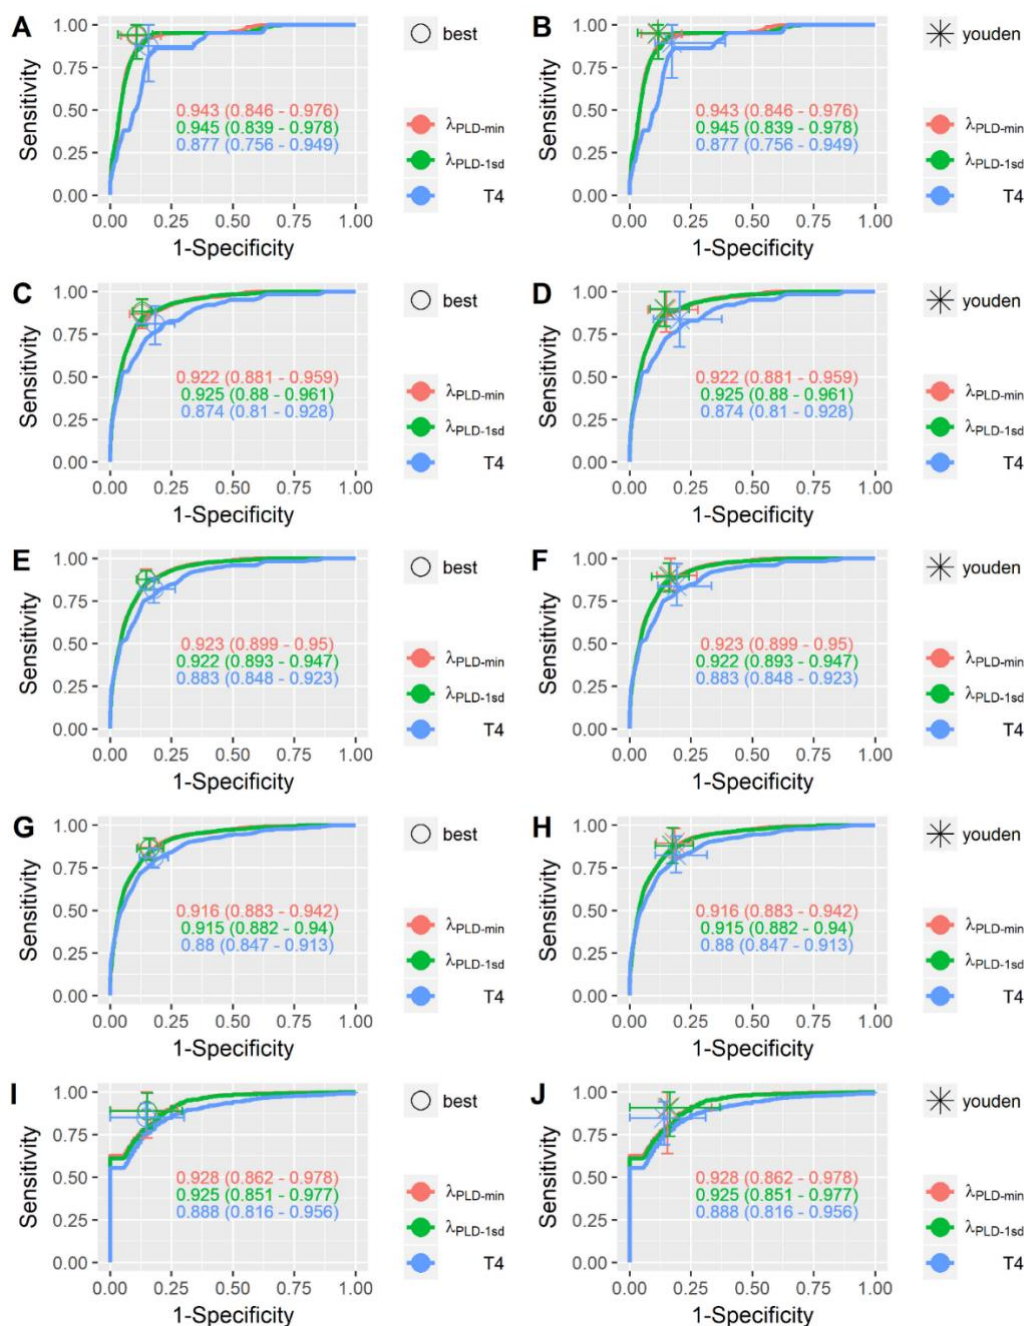 A
Sensitivity
1.00
0.75
0.50
0.25
0.00
0.943 (0.846 - 0.976)
0.945 (0.839 - 0.978)
0.877 (0.756 - 0.949)
0.00 0.25 0.50 0.75 1.00
1-Specificity
best
λPLD-min
λPLD-1sd
T4
B
Sensitivity
1.00
0.75
0.50
0.25
0.00
0.943 (0.846 - 0.976)
0.945 (0.839 - 0.978)
0.877 (0.756 - 0.949)
0.00 0.25 0.50 0.75 1.00
1-Specificity
youden
λPLD-min
λPLD-1sd
T4
C
Sensitivity
1.00
0.75
0.50
0.25
0.00
0.922 (0.881 - 0.959)
0.925 (0.88 - 0.961)
0.874 (0.81 - 0.928)
0.00 0.25 0.50 0.75 1.00
1-Specificity
best
λPLD-min
λPLD-1sd
T4
D
Sensitivity
1.00
0.75
0.50
0.25
0.00
0.922 (0.881 - 0.959)
0.925 (0.88 - 0.961)
0.874 (0.81 - 0.928)
0.00 0.25 0.50 0.75 1.00
1-Specificity
youden
λPLD-min
λPLD-1sd
T4
E
Sensitivity
1.00
0.75
0.50
0.25
0.00
0.923 (0.899 - 0.95)
0.922 (0.893 - 0.947)
0.883 (0.848 - 0.923)
0.00 0.25 0.50 0.75 1.00
1-Specificity
best
λPLD-min
λPLD-1sd
T4
F
Sensitivity
1.00
0.75
0.50
0.25
0.00
0.923 (0.899 - 0.95)
0.922 (0.893 - 0.947)
0.883 (0.848 - 0.923)
0.00 0.25 0.50 0.75 1.00
1-Specificity
youden
λPLD-min
λPLD-1sd
T4
G
Sensitivity
1.00
0.75
0.50
0.25
0.00
0.916 (0.883 - 0.942)
0.915 (0.882 - 0.94)
0.88 (0.847 - 0.913)
0.00 0.25 0.50 0.75 1.00
1-Specificity
best
λPLD-min
λPLD-1sd
T4
H
Sensitivity
1.00
0.75
0.50
0.25
0.00
0.916 (0.883 - 0.942)
0.915 (0.882 - 0.94)
0.88 (0.847 - 0.913)
0.00 0.25 0.50 0.75 1.00
1-Specificity
youden
λPLD-min
λPLD-1sd
T4
I
Sensitivity
1.00
0.75
0.50
0.25
0.00
0.928 (0.862 - 0.978)
0.925 (0.851 - 0.977)
0.888 (0.816 - 0.956)
0.00 0.25 0.50 0.75 1.00
1-Specificity
best
λPLD-min
λPLD-1sd
T4
J
Sensitivity
1.00
0.75
0.50
0.25
0.00
0.928 (0.862 - 0.978)
0.925 (0.851 - 0.977)
0.888 (0.816 - 0.956)
0.00 0.25 0.50 0.75 1.00
1-Specificity
youden
λPLD-min
λPLD-1sd
T4